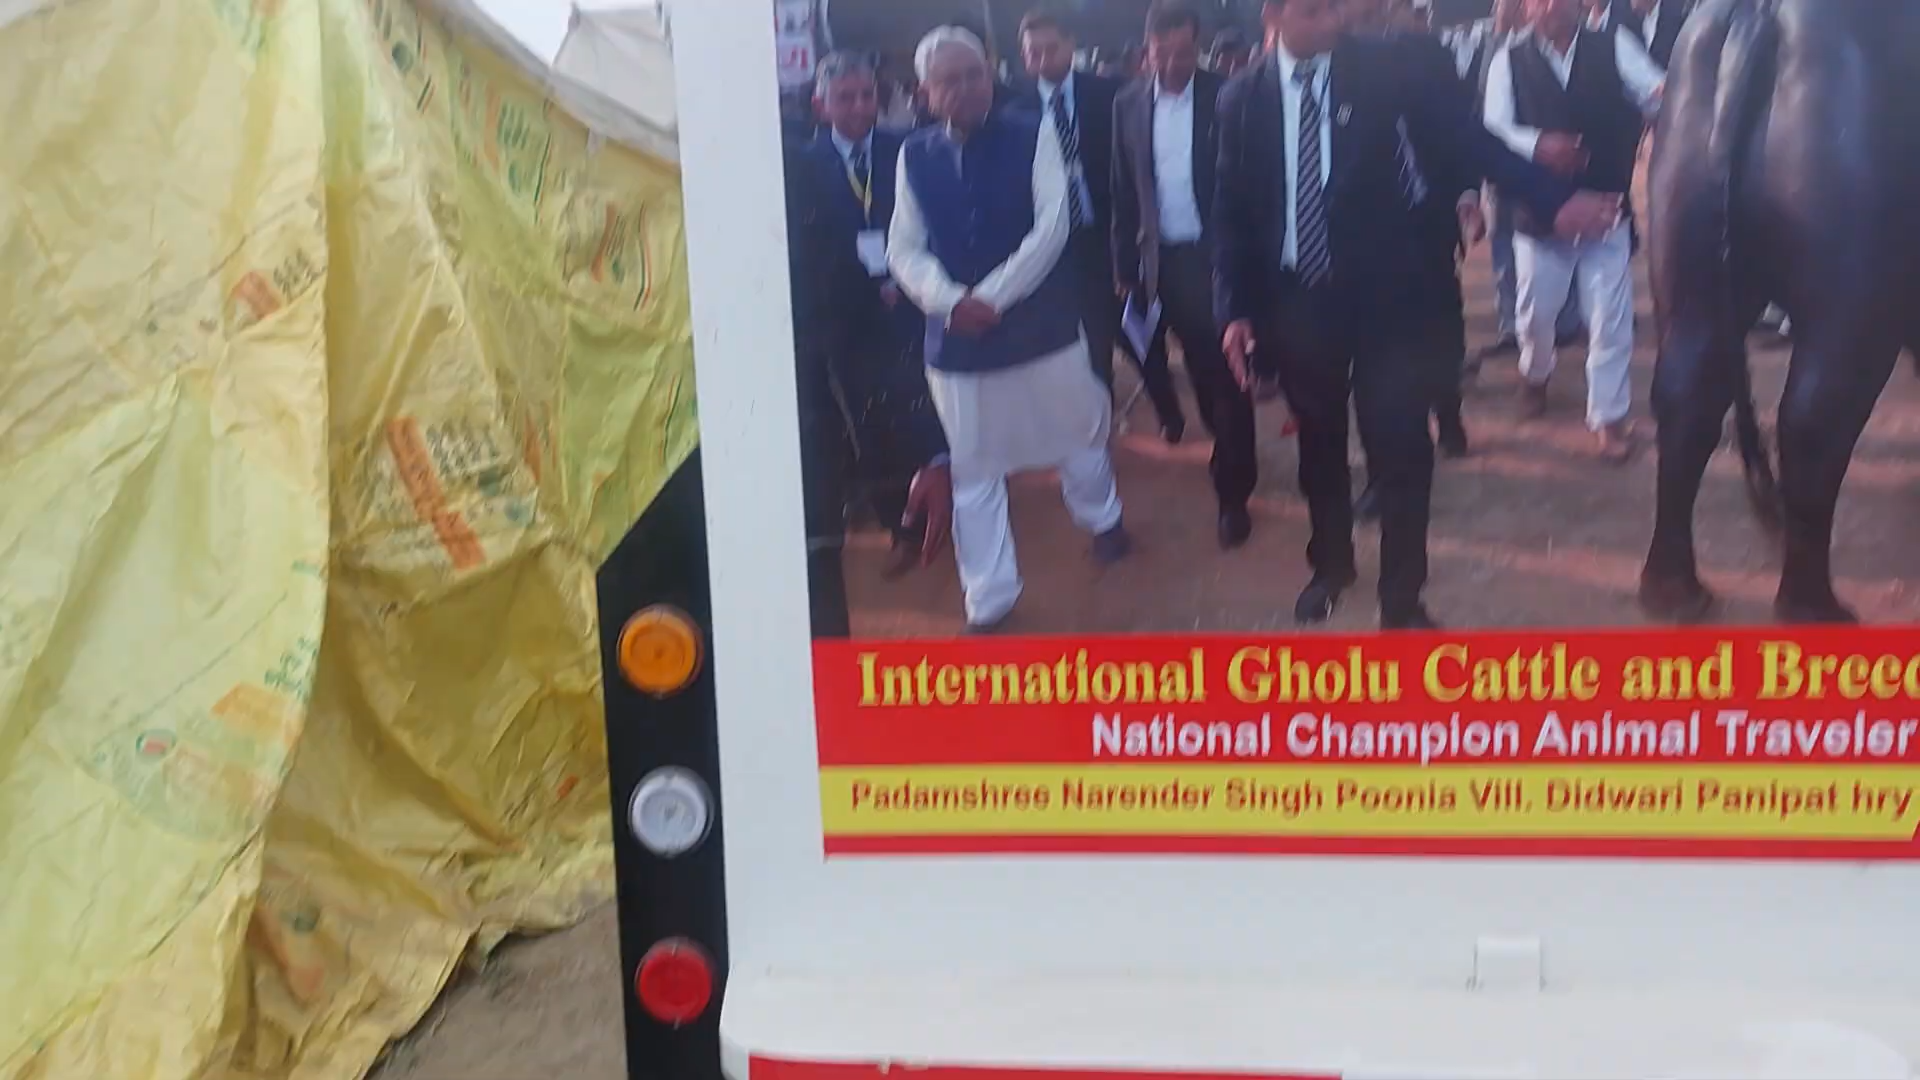 International Gholu Cattle and Breed
National Champion Animal Traveler
Padamshree Narender Singh Poonia Vill. Didwari Panipat hry